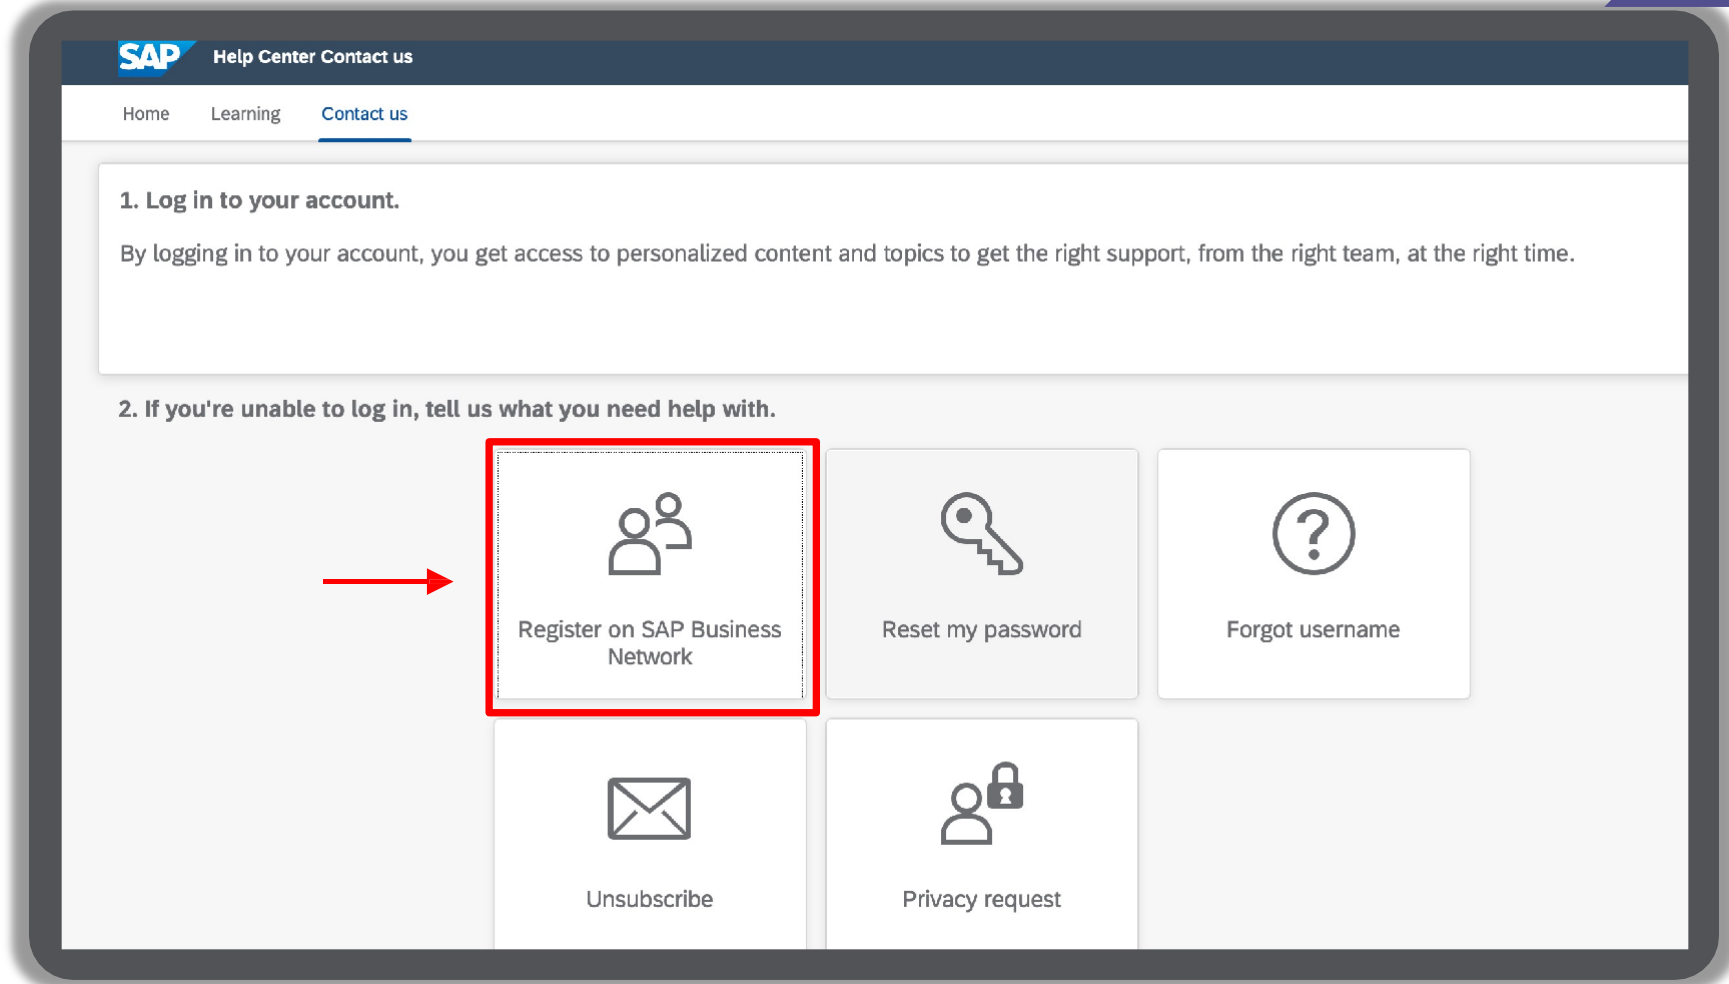 SAP Help Center Contact us
Home Learning Contact us
1. Log in to your account.
By logging in to your account, you get access to personalized content and topics to get the right support, from the right team, at the right time.
2. If you're unable to log in, tell us what you need help with.
Register on SAP Business
Network
Reset my password
Forgot username
Unsubscribe
Privacy request